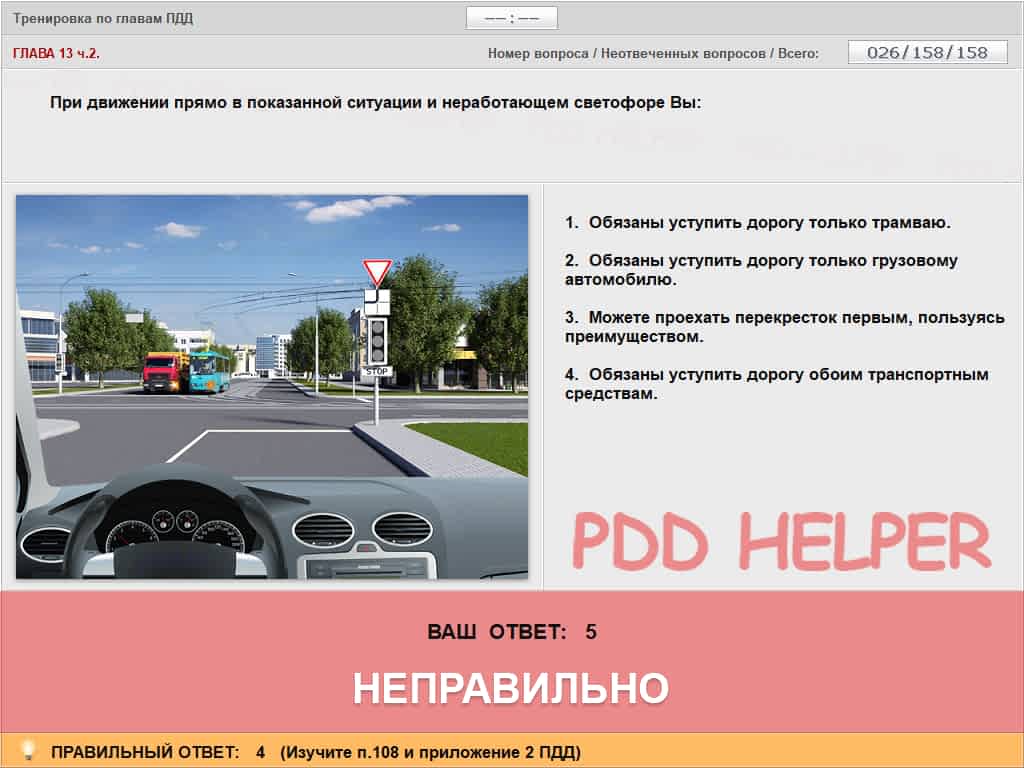 Тренировка по главам ПДД
–– : ––
ГЛАВА 13 ч.2.
Номер вопроса / Неотвеченных вопросов / Всего:
026/158/158
При движении прямо в показанной ситуации и неработающем светофоре Вы:
1. Обязаны уступить дорогу только трамваю.
2. Обязаны уступить дорогу только грузовому
автомобилю.
3. Можете проехать перекресток первым, пользуясь
преимуществом.
4. Обязаны уступить дорогу обоим транспортным
средствам.
STOP
PDD HELPER
ВАШ ОТВЕТ: 5
НЕПРАВИЛЬНО
ПРАВИЛЬНЫЙ ОТВЕТ: 4 (Изучите п.108 и приложение 2 ПДД)